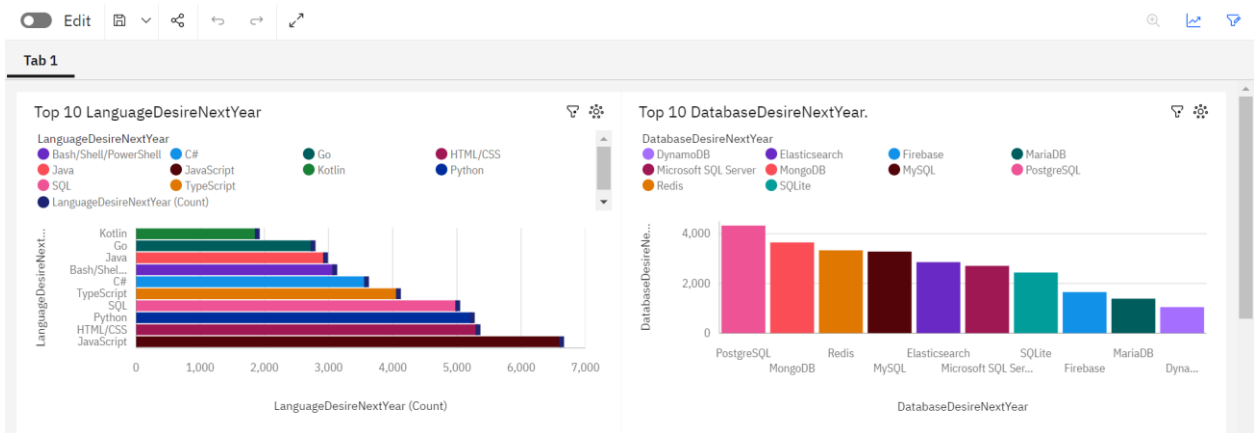 Edit
Tab 1
Top 10 LanguageDesireNextYear
LanguageDesireNextYear
Bash/Shell/PowerShell C# Go HTML/CSS
Java JavaScript Kotlin Python
SQL TypeScript
LanguageDesireNextYear (Count)
LanguageDesireNext...
Kotlin
Go
Java
Bash/Shel...
C#
TypeScript
SQL
Python
HTML/CSS
JavaScript
0 1,000 2,000 3,000 4,000 5,000 6,000 7,000
LanguageDesireNextYear (Count)
Top 10 DatabaseDesireNextYear.
DatabaseDesireNextYear
DynamoDB Elasticsearch Firebase MariaDB
Microsoft SQL Server MongoDB MySQL PostgreSQL
Redis SQLite
DatabaseDesireNe...
4,000
2,000
0
PostgreSQL Redis Elasticsearch SQLite MariaDB
MongoDB MySQL Microsoft SQL Ser... Firebase Dyna...
DatabaseDesireNextYear